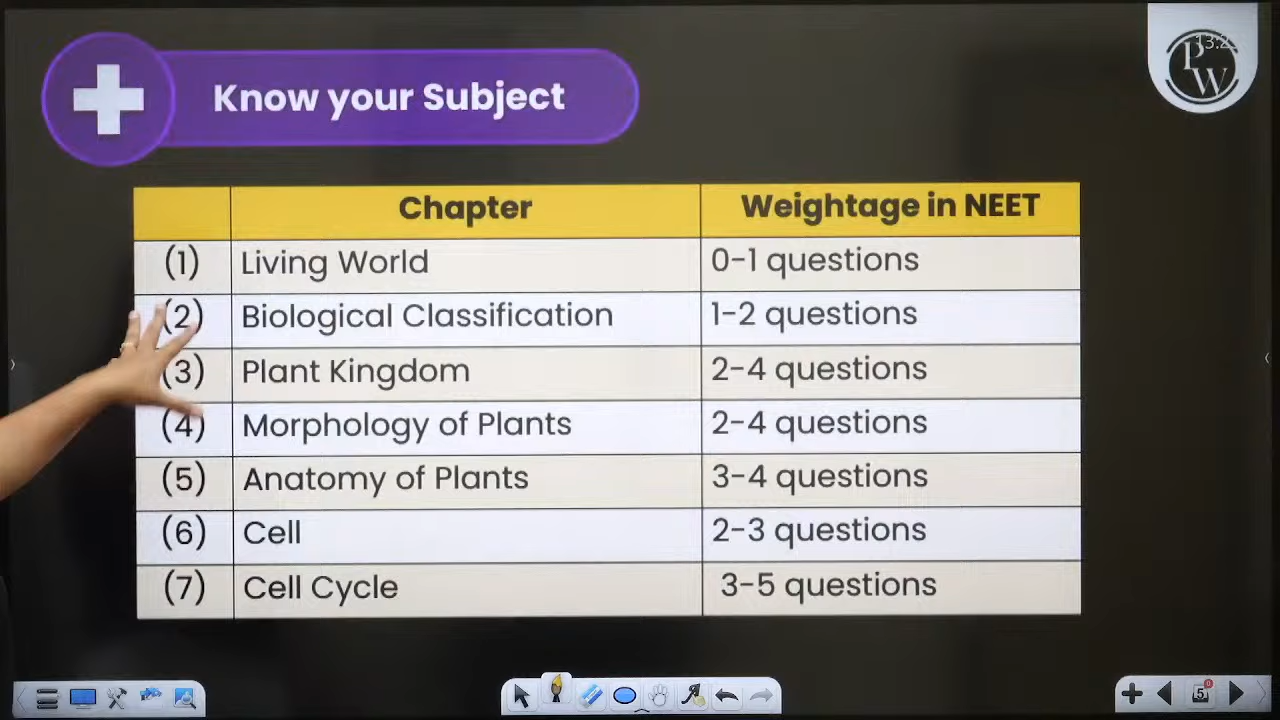 Know your Subject
PW
Chapter Weightage in NEET
(1) Living World 0-1 questions
(2) Biological Classification 1-2 questions
(3) Plant Kingdom 2-4 questions
(4) Morphology of Plants 2-4 questions
(5) Anatomy of Plants 3-4 questions
(6) Cell 2-3 questions
(7) Cell Cycle 3-5 questions
5
0